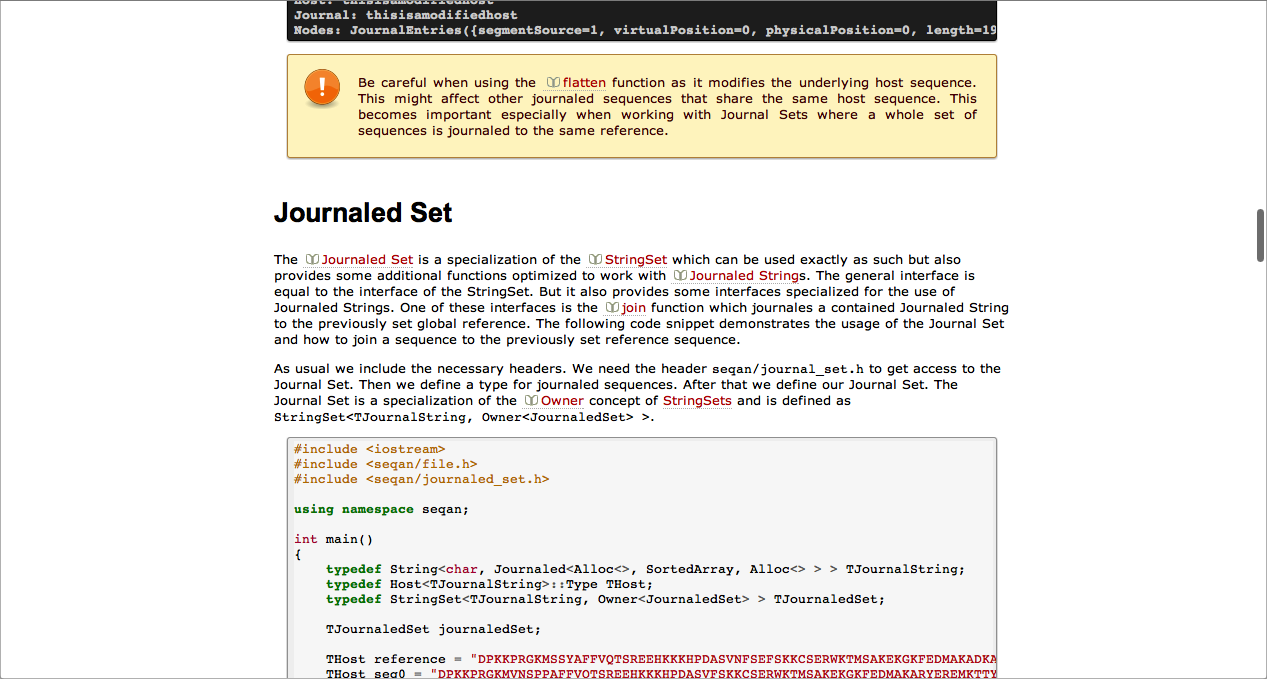 Host: thisisamodifiedhost
Journal: thisisamodifiedhost
Nodes: JournalEntries({segmentSource=1, virtualPosition=0, physicalPosition=0, length=19
Be careful when using the flatten function as it modifies the underlying host sequence.
This might affect other journaled sequences that share the same host sequence. This
becomes important especially when working with Journal Sets where a whole set of
sequences is journaled to the same reference.
Journaled Set
The Journaled Set is a specialization of the StringSet which can be used exactly as such but also
provides some additional functions optimized to work with Journaled Strings. The general interface is
equal to the interface of the StringSet. But it also provides some interfaces specialized for the use of
Journaled Strings. One of these interfaces is the join function which journales a contained Journaled String
to the previously set global reference. The following code snippet demonstrates the usage of the Journal Set
and how to join a sequence to the previously set reference sequence.
As usual we include the necessary headers. We need the header seqan/journal_set.h to get access to the
Journal Set. Then we define a type for journaled sequences. After that we define our Journal Set. The
Journal Set is a specialization of the Owner concept of StringSets and is defined as
StringSet<TJournalString, Owner<JournaledSet> >.
#include <iostream>
#include <seqan/file.h>
#include <seqan/journaled_set.h>
using namespace seqan;
int main()
{
typedef String<char, Journaled<Alloc<>, SortedArray, Alloc<> > > TJournalString;
typedef Host<TJournalString>::Type THost;
typedef StringSet<TJournalString, Owner<JournaledSet> > TJournaledSet;
TJournaledSet journaledSet;
THost reference = "DPKKPRGKMSSYAFFVQTSREEHKKKHPDASVNFSEFSKKCSERWKTMSAKEKGKFEDMAKADKA
THost seq0 = "DPKKPRGKMVNSPPAFFVQTSREEHKKKHPDASVFSKKCSERWKTMSAKEKGKFEDMAKARYEREMKTTY